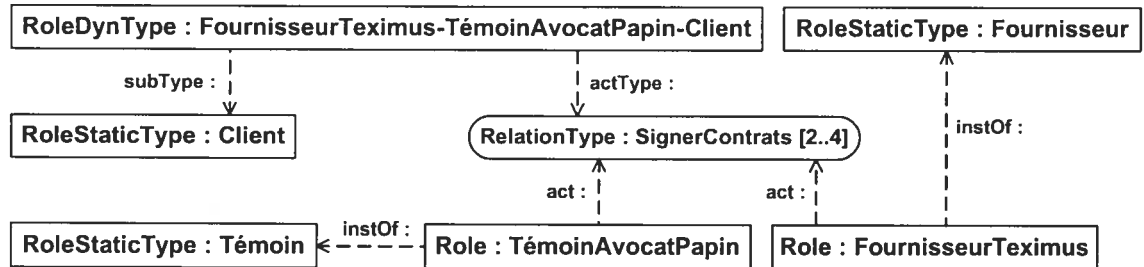 RoleDynType : FournisseurTeximus-TémoinAvocatPapin-Client
RoleStaticType : Fournisseur
subType :
actType :
RoleStaticType : Client
RelationType : SignerContrats [2..4]
instOf :
act :
act :
instOf :
RoleStaticType : Témoin
Role : TémoinAvocatPapin
Role : FournisseurTeximus